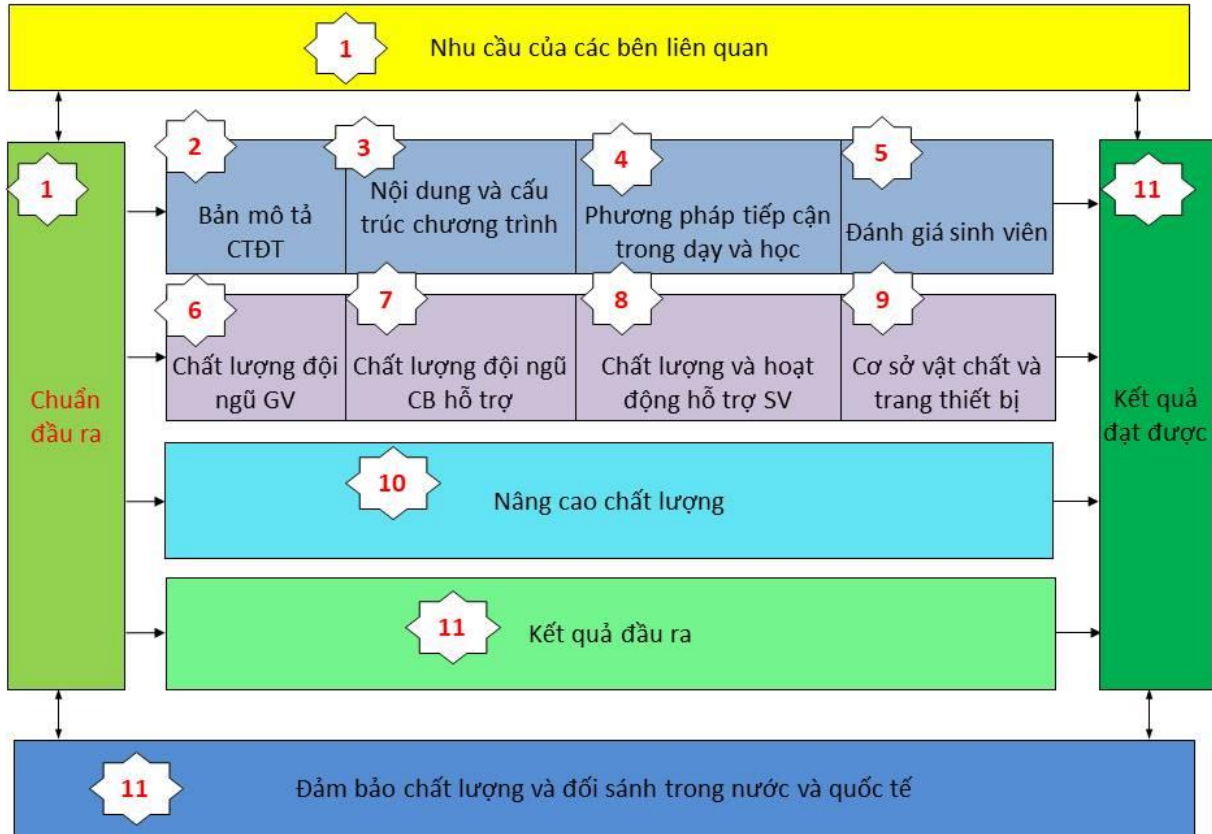 1
Nhu cầu của các bên liên quan
1
Chuẩn
đầu ra
2
Bản mô tả
CTĐT
3
Nội dung và cấu
trúc chương trình
4
Phương pháp tiếp cận
trong dạy và học
5
Đánh giá sinh viên
6
Chất lượng đội
ngũ GV
7
Chất lượng đội ngũ
CB hỗ trợ
8
Chất lượng và hoạt
động hỗ trợ SV
9
Cơ sở vật chất và
trang thiết bị
10
Nâng cao chất lượng
11
Kết quả đầu ra
11
Kết quả
đạt được
11
Đảm bảo chất lượng và đối sánh trong nước và quốc tế